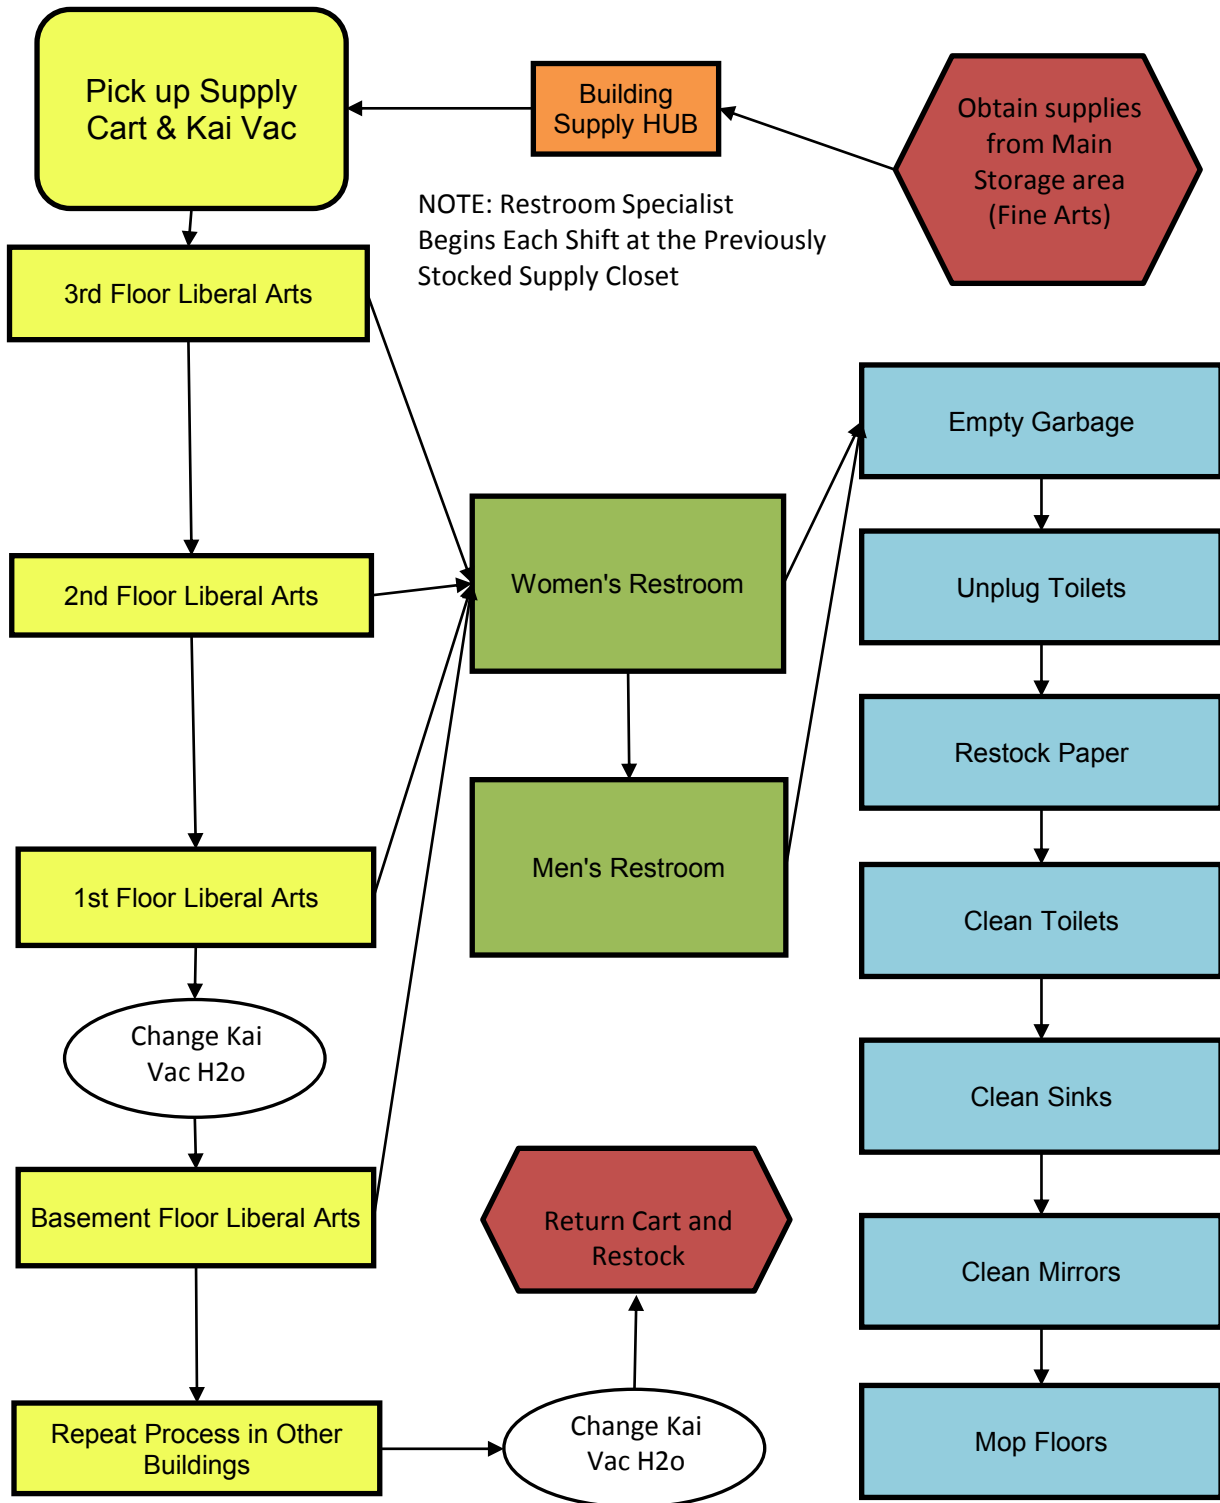 Pick up Supply
Cart & Kai Vac
Building
Supply HUB
Obtain supplies
from Main
Storage area
(Fine Arts)
NOTE: Restroom Specialist
Begins Each Shift at the Previously
Stocked Supply Closet
3rd Floor Liberal Arts
2nd Floor Liberal Arts
1st Floor Liberal Arts
Change Kai
Vac H2o
Basement Floor Liberal Arts
Repeat Process in Other
Buildings
Change Kai
Vac H2o
Return Cart and
Restock
Women's Restroom
Men's Restroom
Empty Garbage
Unplug Toilets
Restock Paper
Clean Toilets
Clean Sinks
Clean Mirrors
Mop Floors